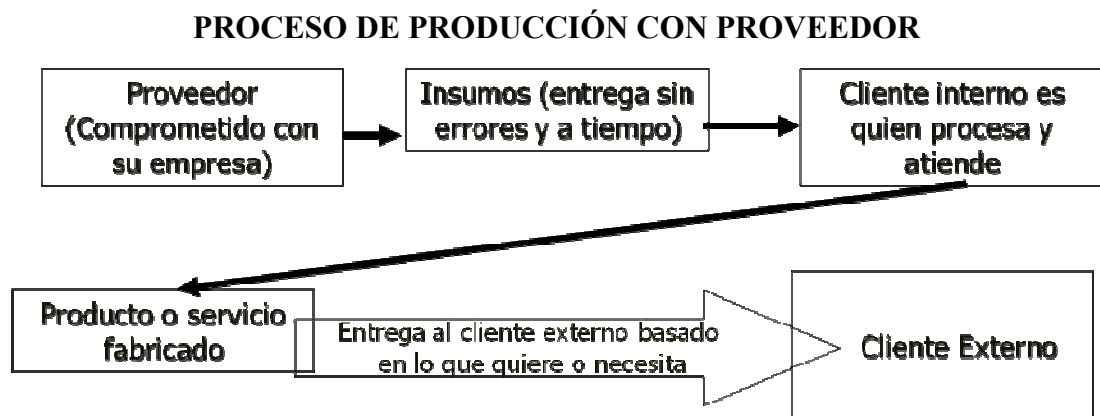 PROCESO DE PRODUCCIÓN CON PROVEEDOR
Proveedor
(Comprometido con
su empresa)
Insumos (entrega sin
errores y a tiempo)
Cliente interno es
quien procesa y
atiende
Producto o servicio
fabricado
Entrega al cliente externo basado
en lo que quiere o necesita
Cliente Externo